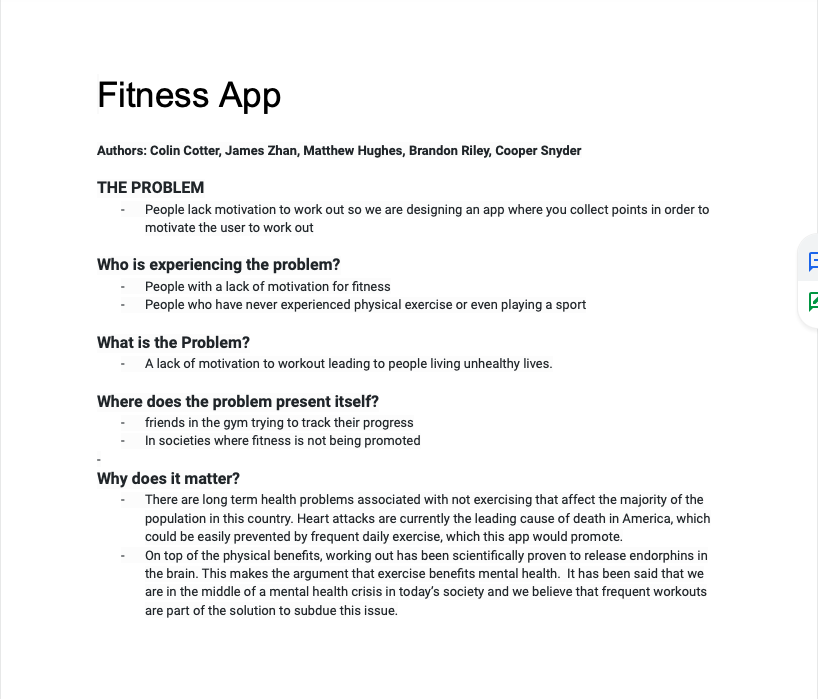 Fitness App
Authors: Colin Cotter, James Zhan, Matthew Hughes, Brandon Riley, Cooper Snyder
THE PROBLEM
- People lack motivation to work out so we are designing an app where you collect points in order to
motivate the user to work out
Who is experiencing the problem?
- People with a lack of motivation for fitness
- People who have never experienced physical exercise or even playing a sport
What is the Problem?
- A lack of motivation to workout leading to people living unhealthy lives.
Where does the problem present itself?
- friends in the gym trying to track their progress
- In societies where fitness is not being promoted
-
Why does it matter?
- There are long term health problems associated with not exercising that affect the majority of the
population in this country. Heart attacks are currently the leading cause of death in America, which
could be easily prevented by frequent daily exercise, which this app would promote.
- On top of the physical benefits, working out has been scientifically proven to release endorphins in
the brain. This makes the argument that exercise benefits mental health.  It has been said that we
are in the middle of a mental health crisis in today's society and we believe that frequent workouts
are part of the solution to subdue this issue.